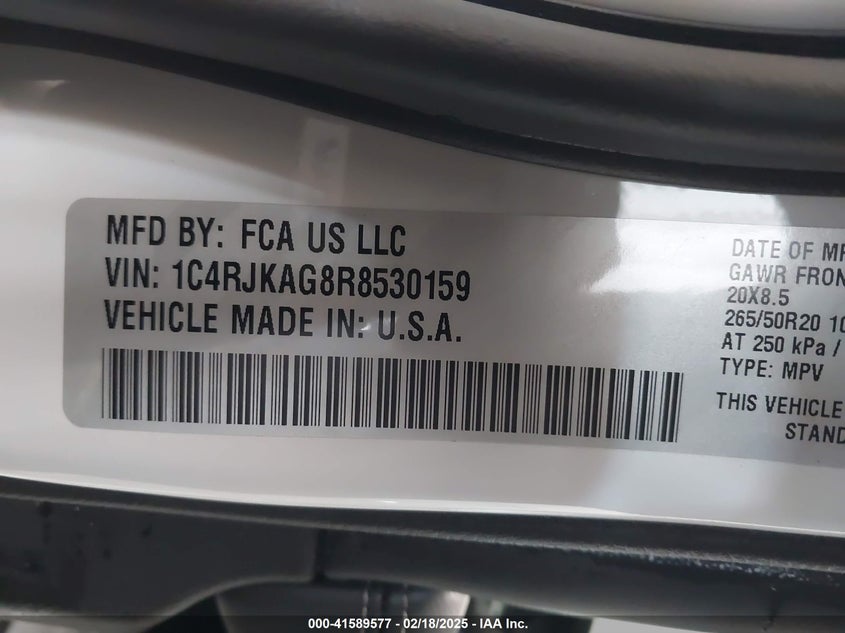 MFD BY: FCA US LLC
VIN: 1C4RJKAG8R8530159
VEHICLE MADE IN: U.S.A.
DATE OF
GAWR
20X8.5
265/50R20
AT 250 kPa /
TYPE: MPV
THIS VEHICLE
000-41589577 — 02/18/2025 — IAA Inc.